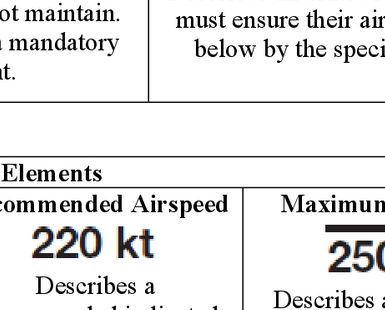 ot maintain.
must ensure their air
mandatory
below by the speci
t.
Elements
commended Airspeed
Maximum
220 kt
250
Describes a
Describes a